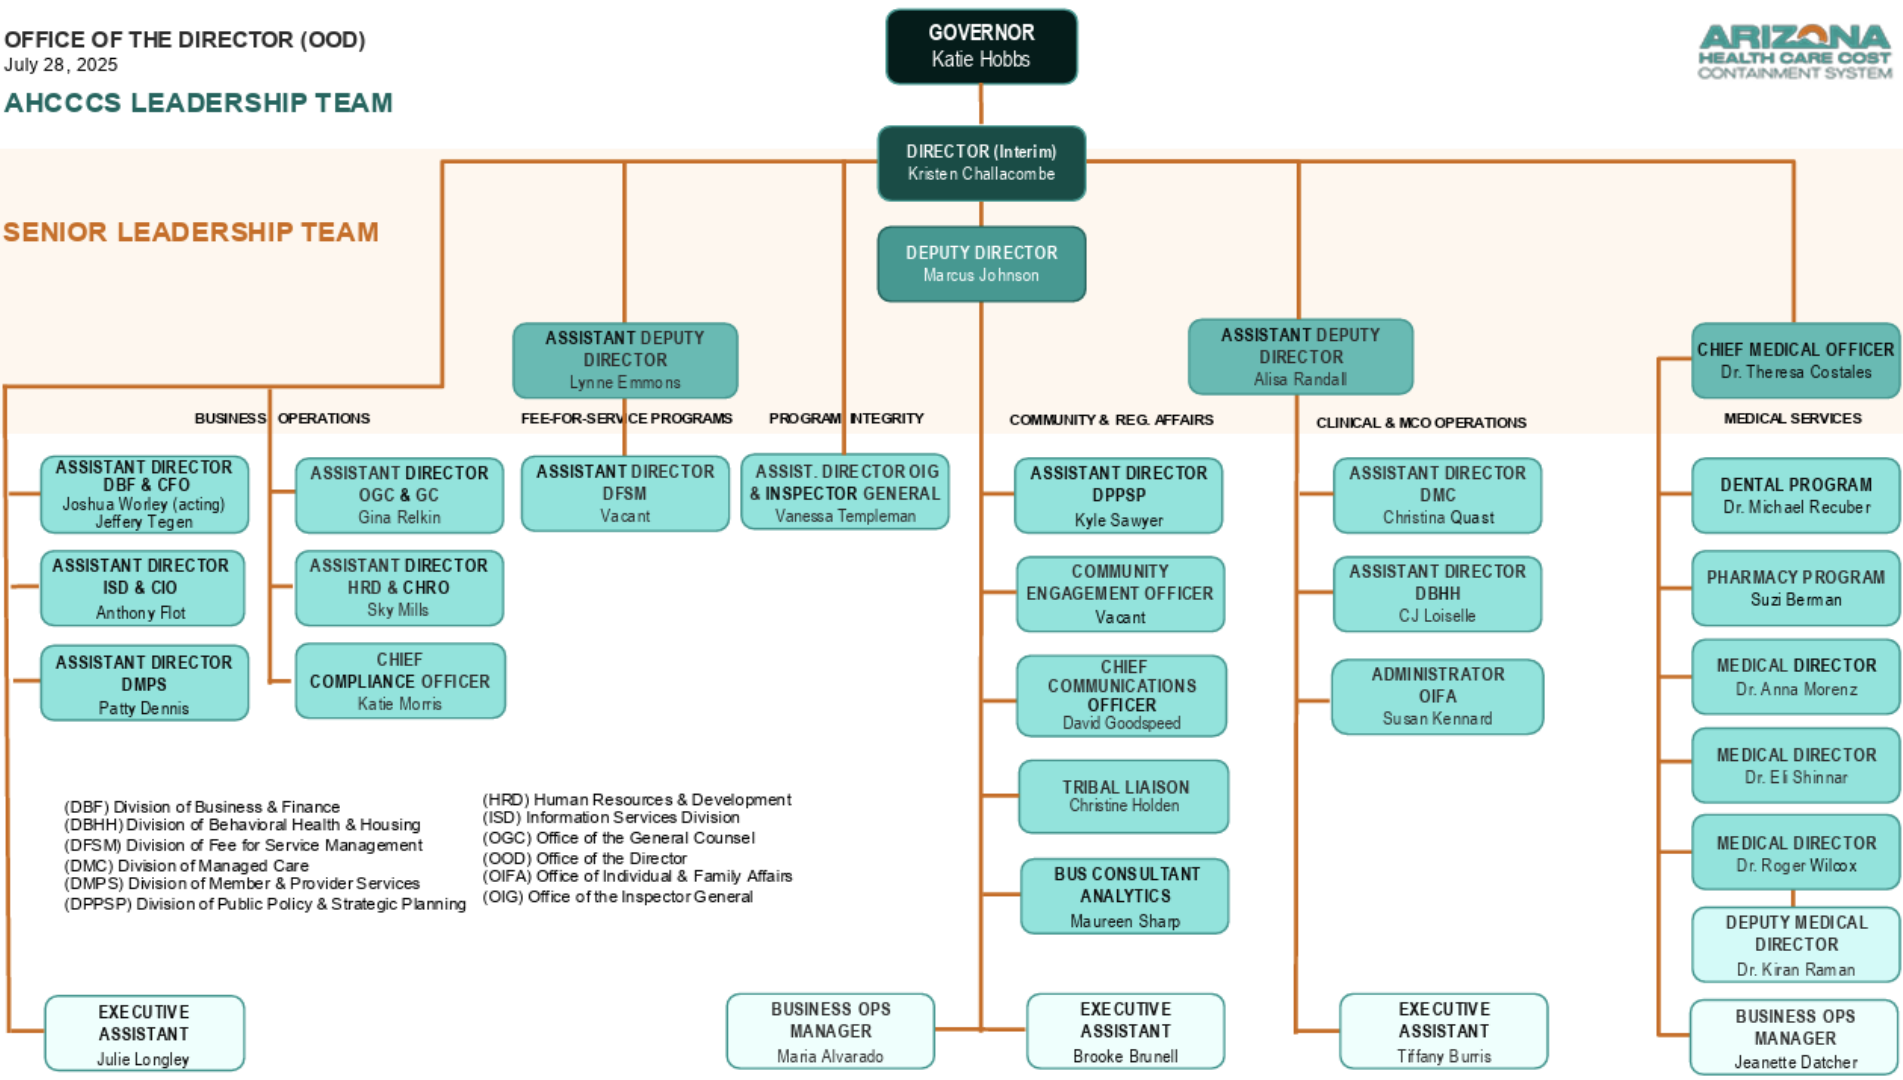 OFFICE OF THE DIRECTOR (OOD)
July 28, 2025
AHCCCS LEADERSHIP TEAM
GOVERNOR
Katie Hobbs
ARIZONA
HEALTH CARE COST
CONTAINMENT SYSTEM
DIRECTOR (Interim)
Kristen Challacombe
SENIOR LEADERSHIP TEAM
DEPUTY DIRECTOR
Marcus Johnson
ASSISTANT DEPUTY
DIRECTOR
Lynne Emmons
ASSISTANT DEPUTY
DIRECTOR
Alisa Randall
CHIEF MEDICAL OFFICER
Dr. Theresa Costales
BUSINESS OPERATIONS
FEE-FOR-SERVICE PROGRAMS
PROGRAM INTEGRITY
COMMUNITY & REG. AFFAIRS
CLINICAL & MCO OPERATIONS
MEDICAL SERVICES
ASSISTANT DIRECTOR
DBF & CFO
Joshua Worley (acting)
Jeffery Tegen
ASSISTANT DIRECTOR
OGC & GC
Gina Relkin
ASSISTANT DIRECTOR
DFSM
Vacant
ASSIST. DIRECTOR OIG
& INSPECTOR GENERAL
Vanessa Templeman
ASSISTANT DIRECTOR
DPPSP
Kyle Sawyer
ASSISTANT DIRECTOR
DMC
Christina Quast
DENTAL PROGRAM
Dr. Michael Recuber
ASSISTANT DIRECTOR
ISD & CIO
Anthony Flot
ASSISTANT DIRECTOR
HRD & CHRO
Sky Mills
COMMUNITY
ENGAGEMENT OFFICER
Vacant
ASSISTANT DIRECTOR
DBHH
CJ Loiselle
PHARMACY PROGRAM
Suzi Berman
ASSISTANT DIRECTOR
DMPS
Patty Dennis
CHIEF
COMPLIANCE OFFICER
Katie Morris
CHIEF
COMMUNICATIONS
OFFICER
David Goodspeed
ADMINISTRATOR
OIFA
Susan Kennard
MEDICAL DIRECTOR
Dr. Anna Morenz
TRIBAL LIAISON
Christine Holden
MEDICAL DIRECTOR
Dr. Eli Shinnar
(DBF) Division of Business & Finance
(DBHH) Division of Behavioral Health & Housing
(DFSM) Division of Fee for Service Management
(DMC) Division of Managed Care
(DMPS) Division of Member & Provider Services
(DPPSP) Division of Public Policy & Strategic Planning
(HRD) Human Resources & Development
(ISD) Information Services Division
(OGC) Office of the General Counsel
(OOD) Office of the Director
(OIFA) Office of Individual & Family Affairs
(OIG) Office of the Inspector General
BUS CONSULTANT
ANALYTICS
Maureen Sharp
MEDICAL DIRECTOR
Dr. Roger Wilcox
DEPUTY MEDICAL
DIRECTOR
Dr. Kiran Raman
EXECUTIVE
ASSISTANT
Julie Longley
BUSINESS OPS
MANAGER
Maria Alvarado
EXECUTIVE
ASSISTANT
Brooke Brunell
EXECUTIVE
ASSISTANT
Tiffany Burris
BUSINESS OPS
MANAGER
Jeanette Datcher